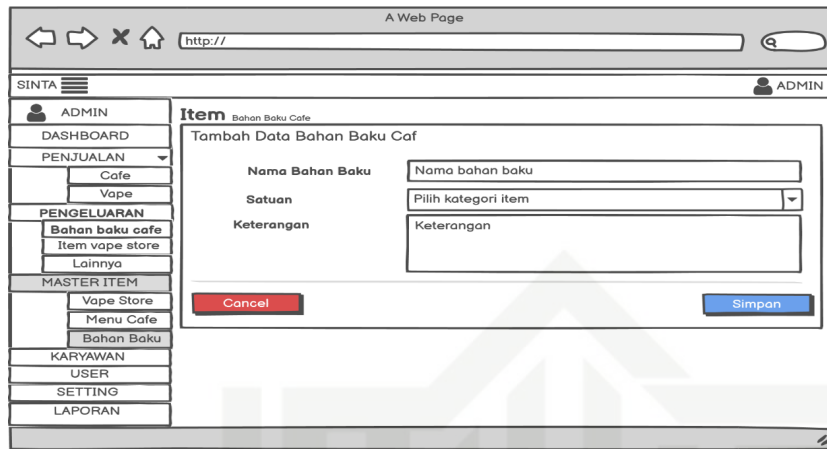 A Web Page
http://
SINTA
ADMIN
ADMIN
DASHBOARD
PENJUALAN
Cafe
Vape
PENGELUARAN
Bahan baku cafe
Item vape store
Lainnya
MASTER ITEM
Vape Store
Menu Cafe
Bahan Baku
KARYAWAN
USER
SETTING
LAPORAN
Item Bahan Baku Cafe
Tambah Data Bahan Baku Caf
Nama Bahan Baku Nama bahan baku
Satuan Pilih kategori item
Keterangan Keterangan
Cancel Simpan